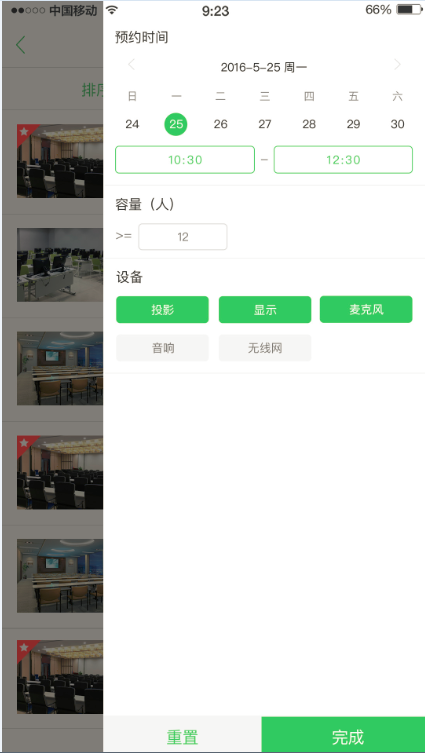 中国移动 9:23 66%
预约时间
2016-5-25 周一
日 一 二 三 四 五 六
24 25 26 27 28 29 30
10:30 - 12:30
容量（人）
>= 12
设备
投影 显示 麦克风
音响 无线网
重置 完成